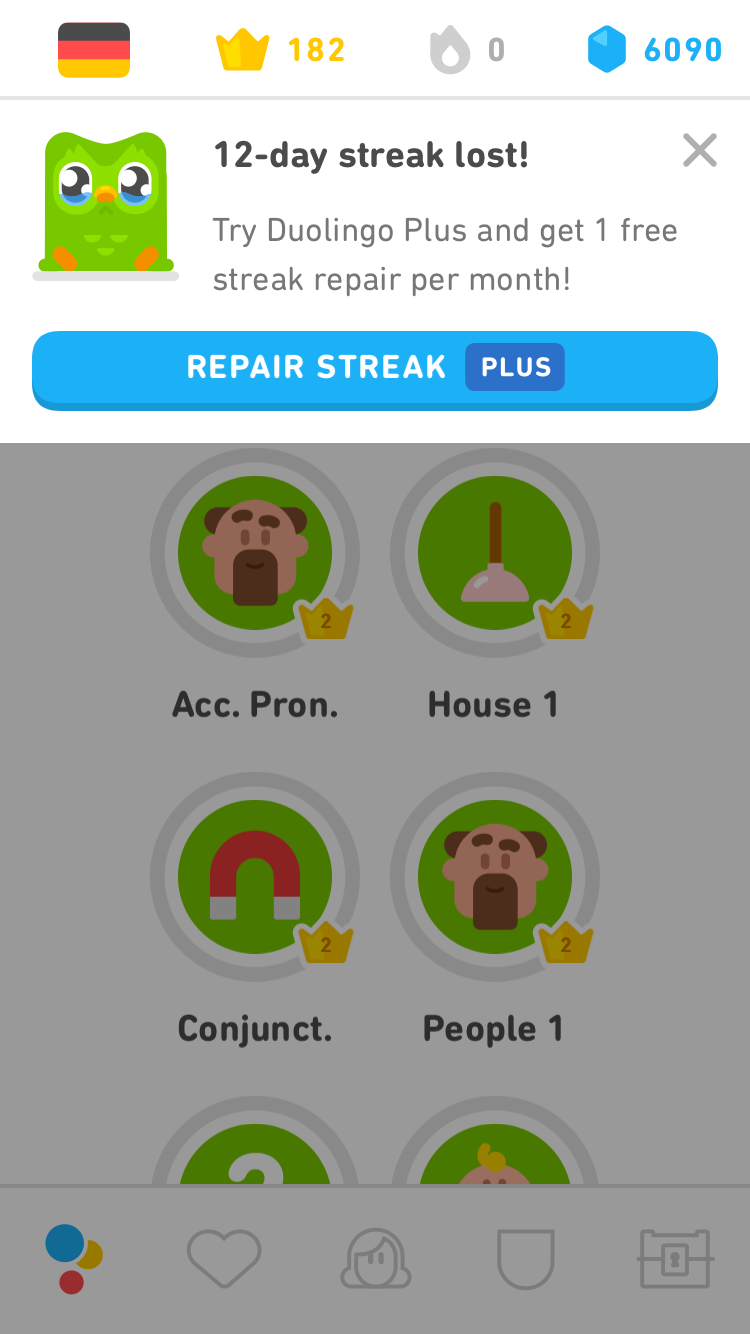 182
0
6090
12-day streak lost!
Try Duolingo Plus and get 1 free
streak repair per month!
REPAIR STREAK PLUS
2
2
Acc. Pron.
House 1
2
2
Conjunct.
People 1
?